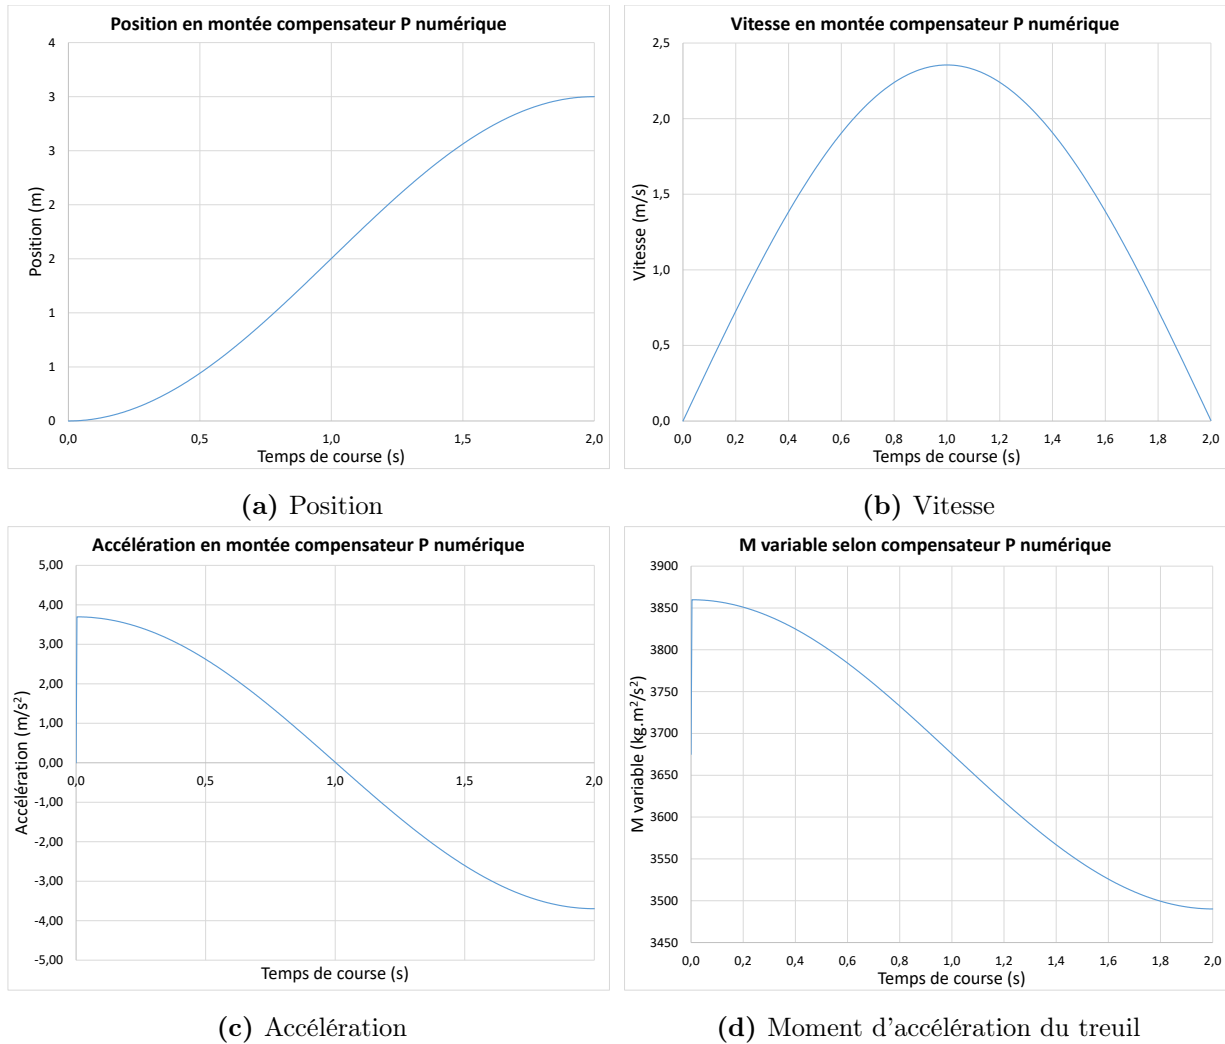 Position en montée compensateur P numérique
4
3
3
2
2
1
1
0
Position (m)
0,0 0,5 1,0 1,5 2,0
Temps de course (s)
(a) Position
Vitesse en montée compensateur P numérique
2,5
2,0
1,5
1,0
0,5
0,0
Vitesse (m/s)
0,0 0,2 0,4 0,6 0,8 1,0 1,2 1,4 1,6 1,8 2,0
Temps de course (s)
(b) Vitesse
Accélération en montée compensateur P numérique
5,00
4,00
3,00
2,00
1,00
0,00
-1,00
-2,00
-3,00
-4,00
-5,00
Accélération (m/s²)
0,0 0,5 1,0 1,5 2,0
Temps de course (s)
(c) Accélération
M variable selon compensateur P numérique
3900
3850
3800
3750
3700
3650
3600
3550
3500
3450
M variable (kg.m²/s²)
0,0 0,2 0,4 0,6 0,8 1,0 1,2 1,4 1,6 1,8 2,0
Temps de course (s)
(d) Moment d'accélération du treuil